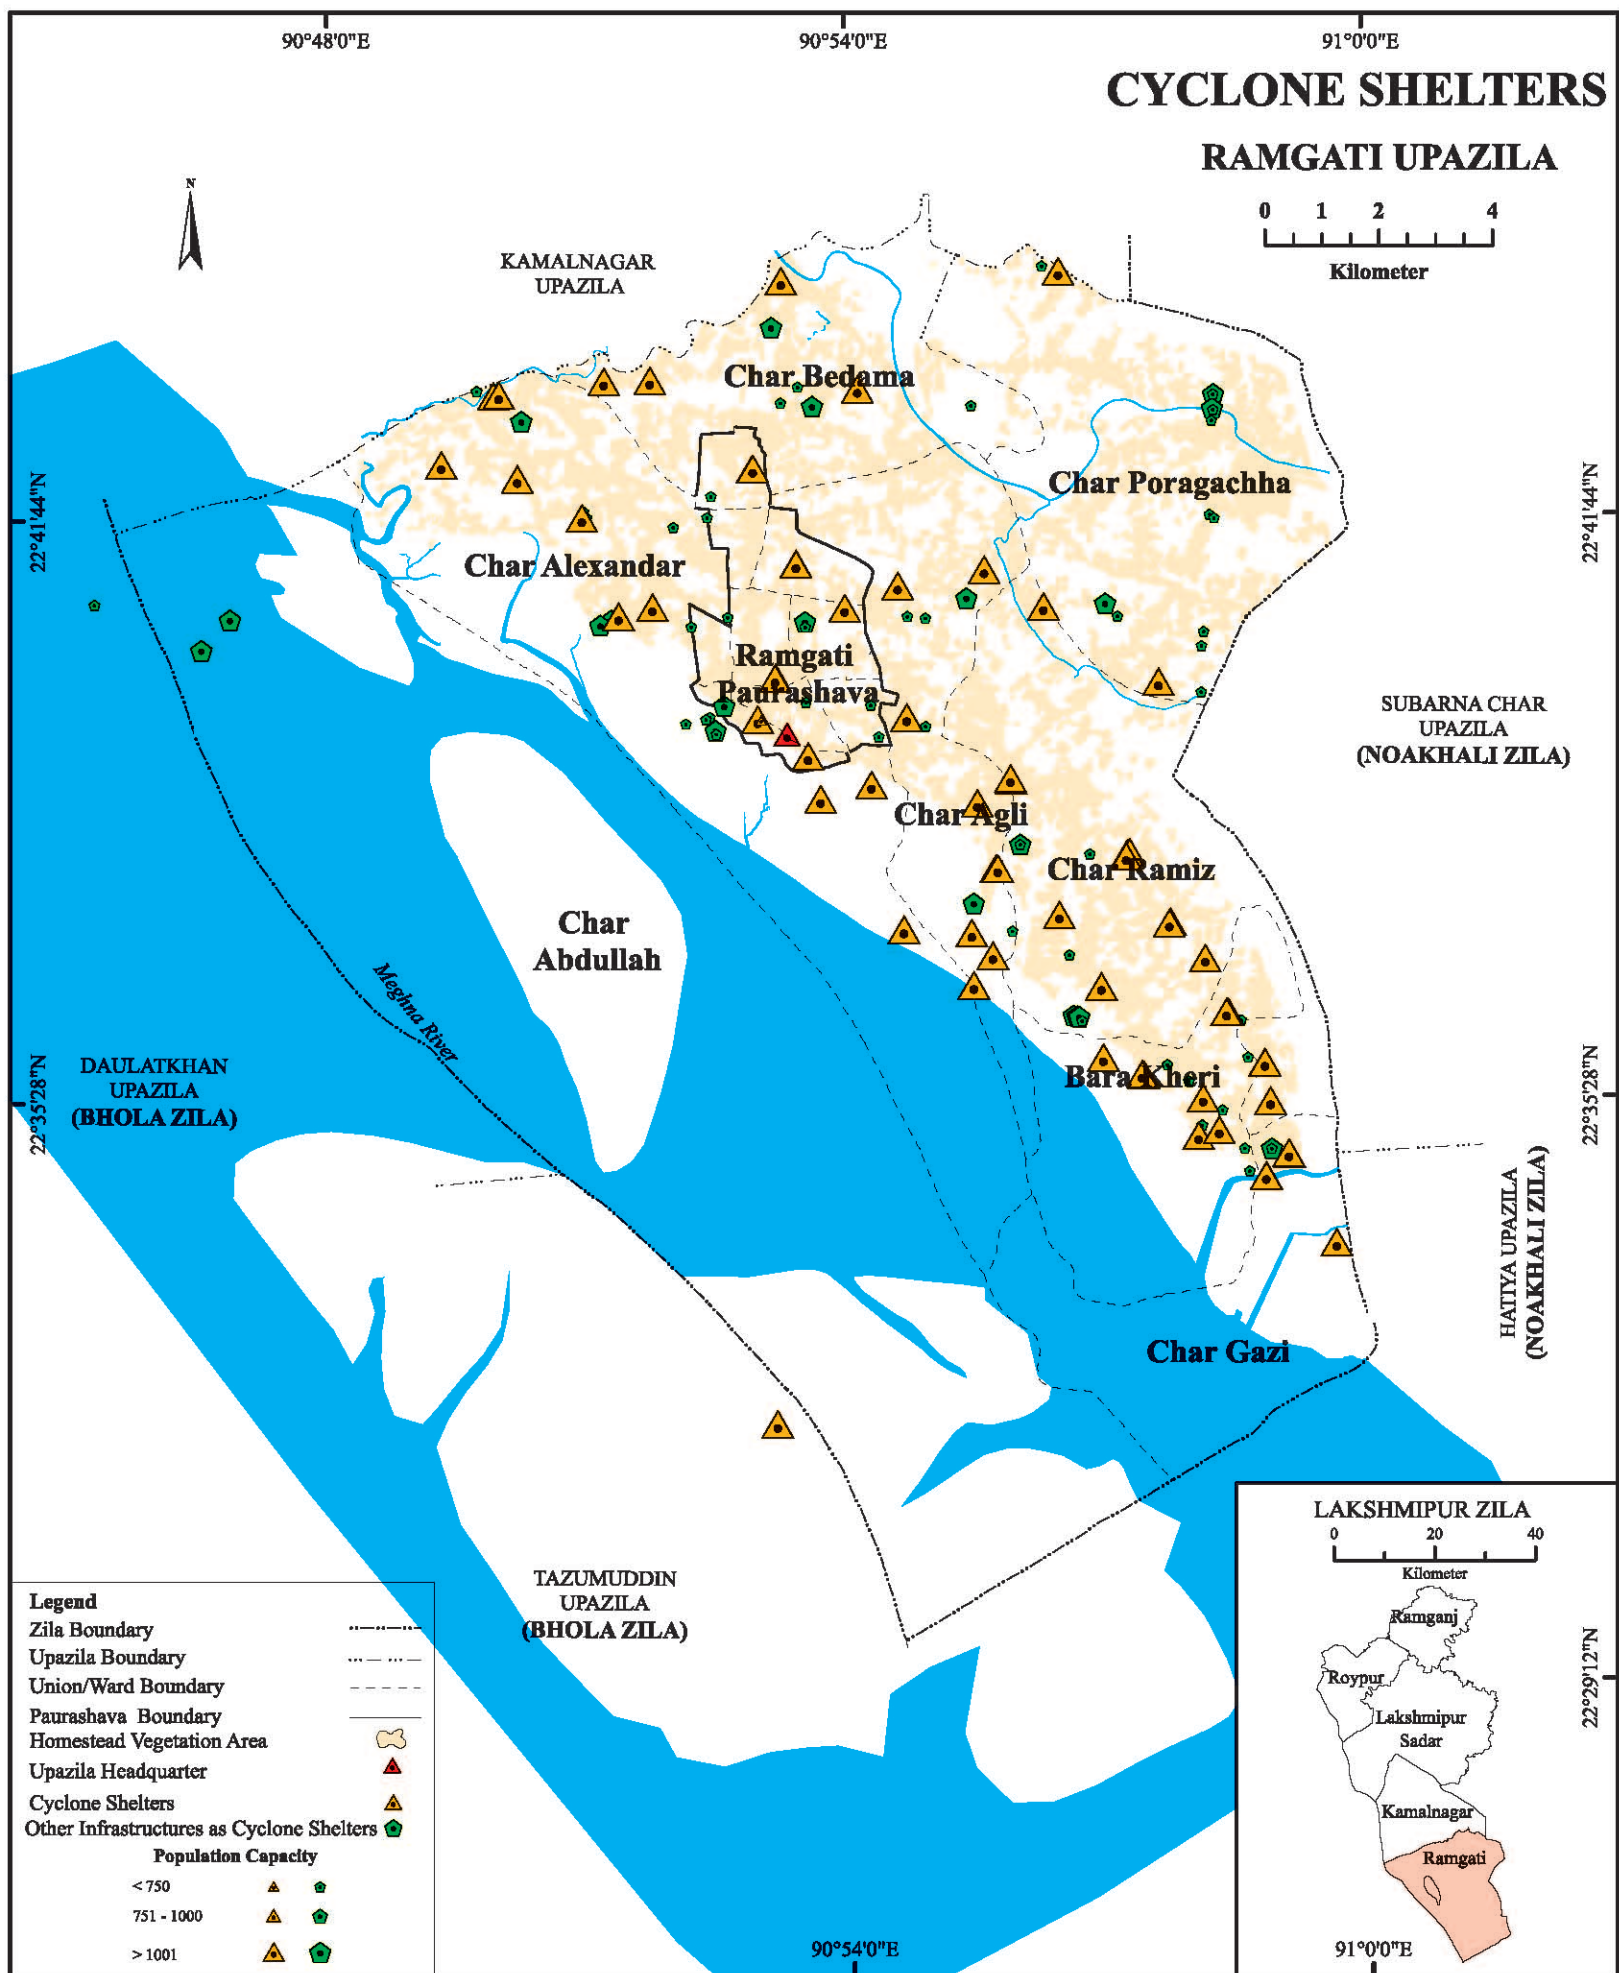 90°48'0"E
90°54'0"E
91°0'0"E
CYCLONE SHELTERS
RAMGATI UPAZILA
0 1 2 4
Kilometer
N
KAMALNAGAR
UPAZILA
Char Bedama
Char Poragachha
22°41'44"N
22°41'44"N
Char Alexandar
Ramgati
Paurashava
SUBARNA CHAR
UPAZILA
(NOAKHALI ZILA)
Char Agli
Char Ramiz
Char
Abdullah
Meghna River
DAULATKHAN
UPAZILA
(BHOLA ZILA)
22°35'28"N
22°35'28"N
Bara Kheri
HATIYA UPAZILA
(NOAKHALI ZILA)
Char Gazi
TAZUMUDDIN
UPAZILA
(BHOLA ZILA)
22°29'12"N
Legend
Zila Boundary
Upazila Boundary
Union/Ward Boundary
Paurashava Boundary
Homestead Vegetation Area
Upazila Headquarter
Cyclone Shelters
Other Infrastructures as Cyclone Shelters
Population Capacity
< 750
751 - 1000
> 1001
90°54'0"E
91°0'0"E
LAKSHMIPUR ZILA
0 20 40
Kilometer
Ramganj
Roypur
Lakshmipur
Sadar
Kamalnagar
Ramgati